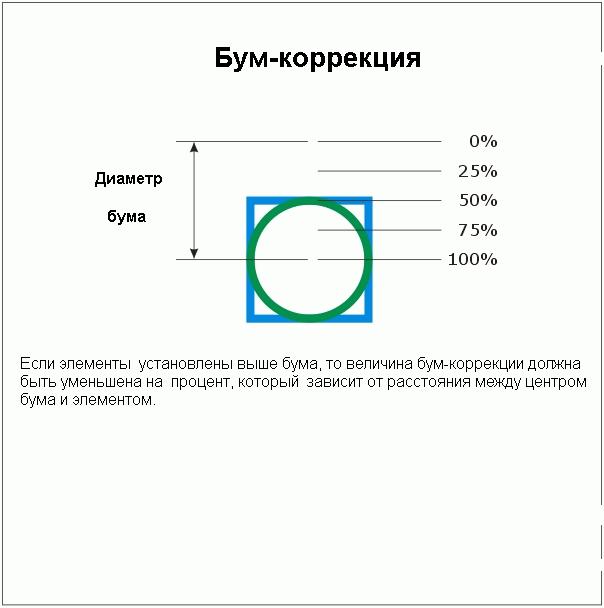 Бум-коррекция
0%
25%
Диаметр
50%
бума
75%
100%
Если элементы установлены выше бума, то величина бум-коррекции должна
быть уменьшена на процент, который зависит от расстояния между центром
бума и элементом.